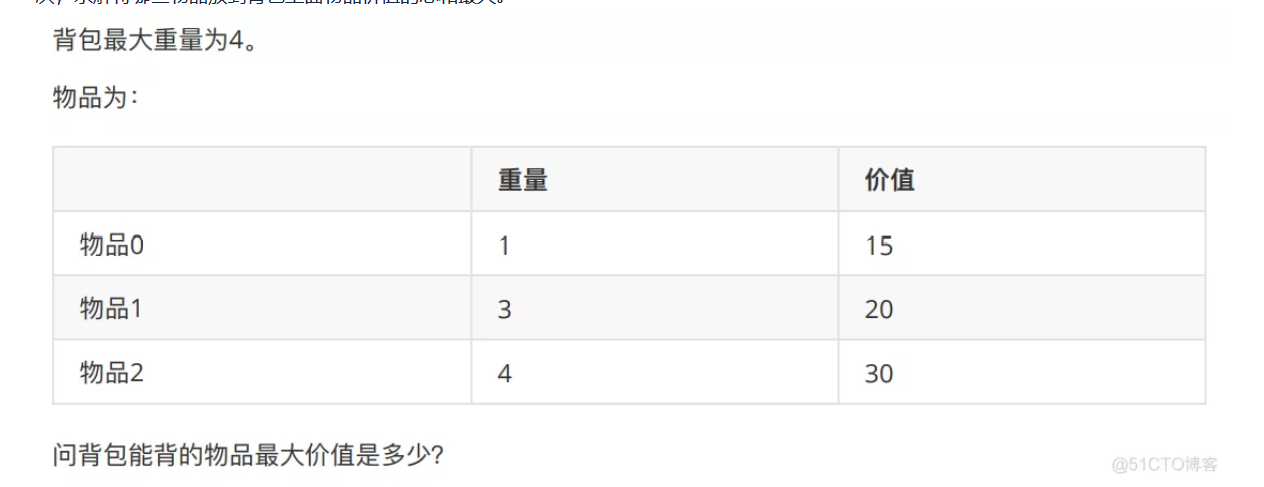 背包最大重量为4。
物品为：
重量 价值
物品0 1 15
物品1 3 20
物品2 4 30
问背包能背的物品最大价值是多少?
@51CTO博客